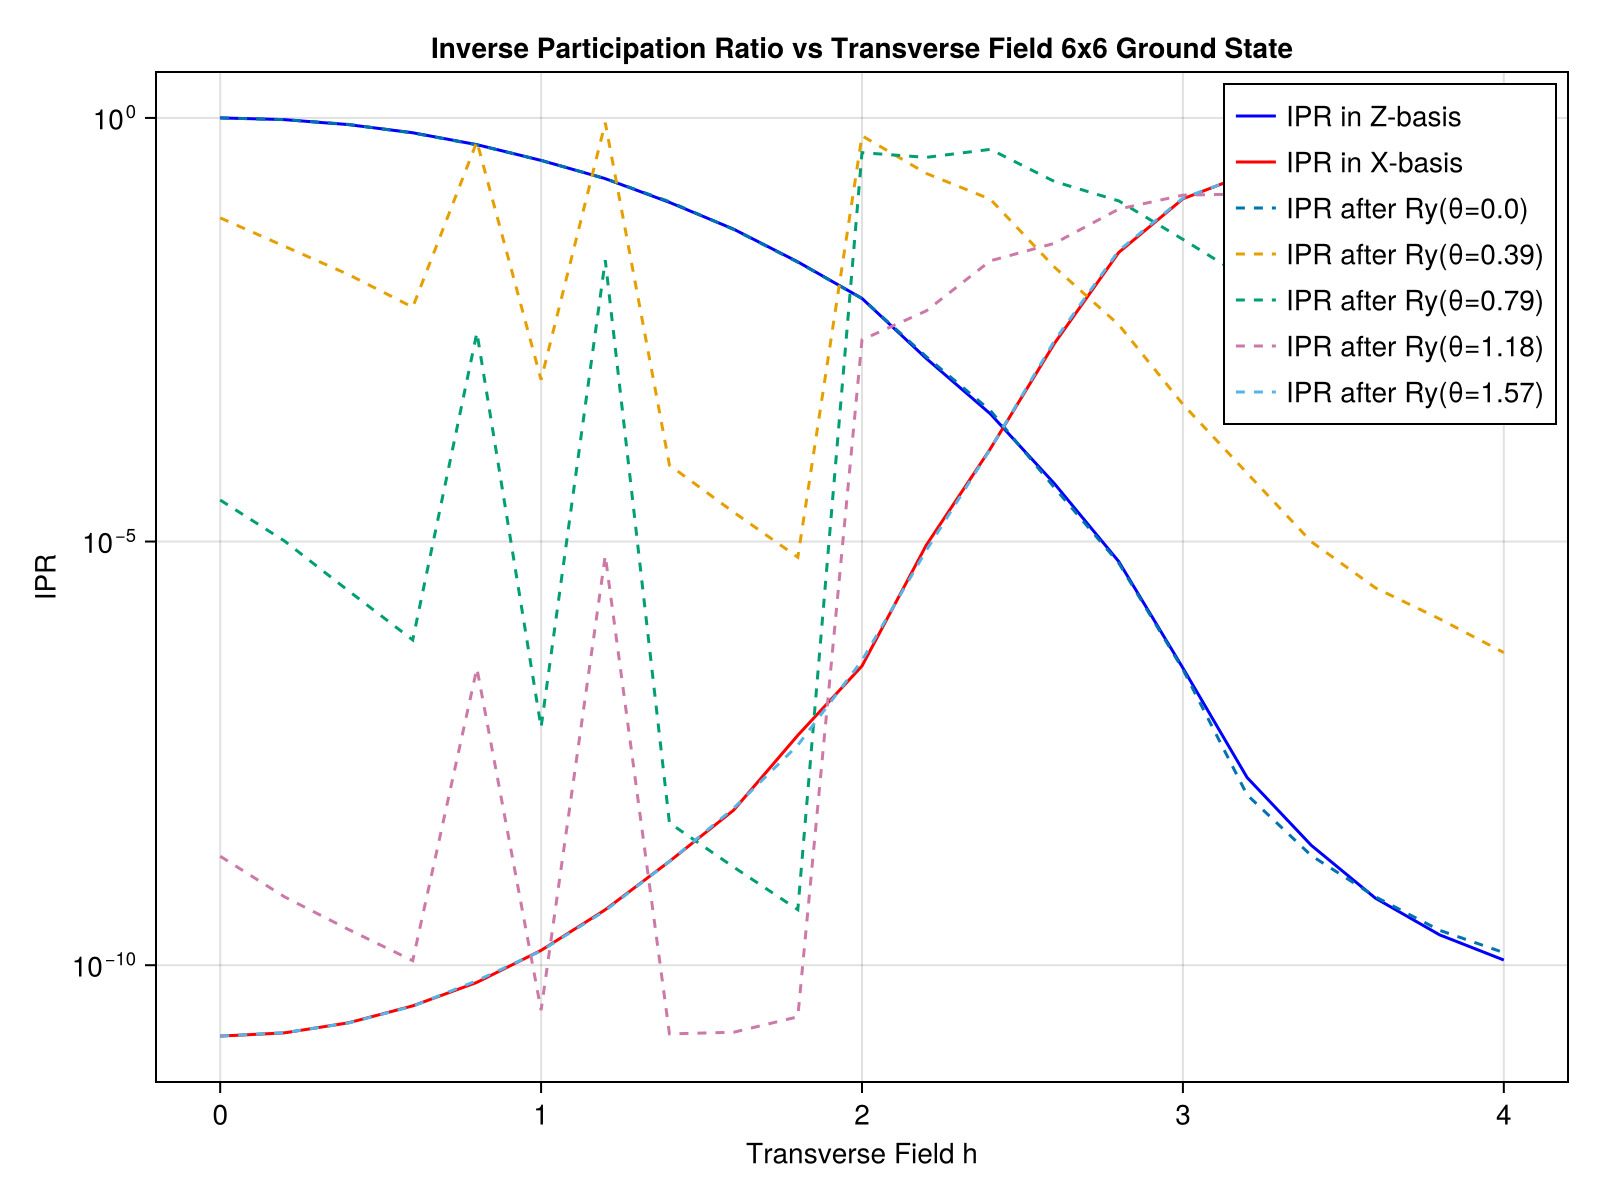 Inverse Participation Ratio vs Transverse Field 6x6 Ground State
IPR in Z-basis
IPR in X-basis
IPR after Ry(θ=0.0)
IPR after Ry(θ=0.39)
IPR after Ry(θ=0.79)
IPR after Ry(θ=1.18)
IPR after Ry(θ=1.57)
10⁰
10⁻⁵
10⁻¹⁰
IPR
0 1 2 3 4
Transverse Field h